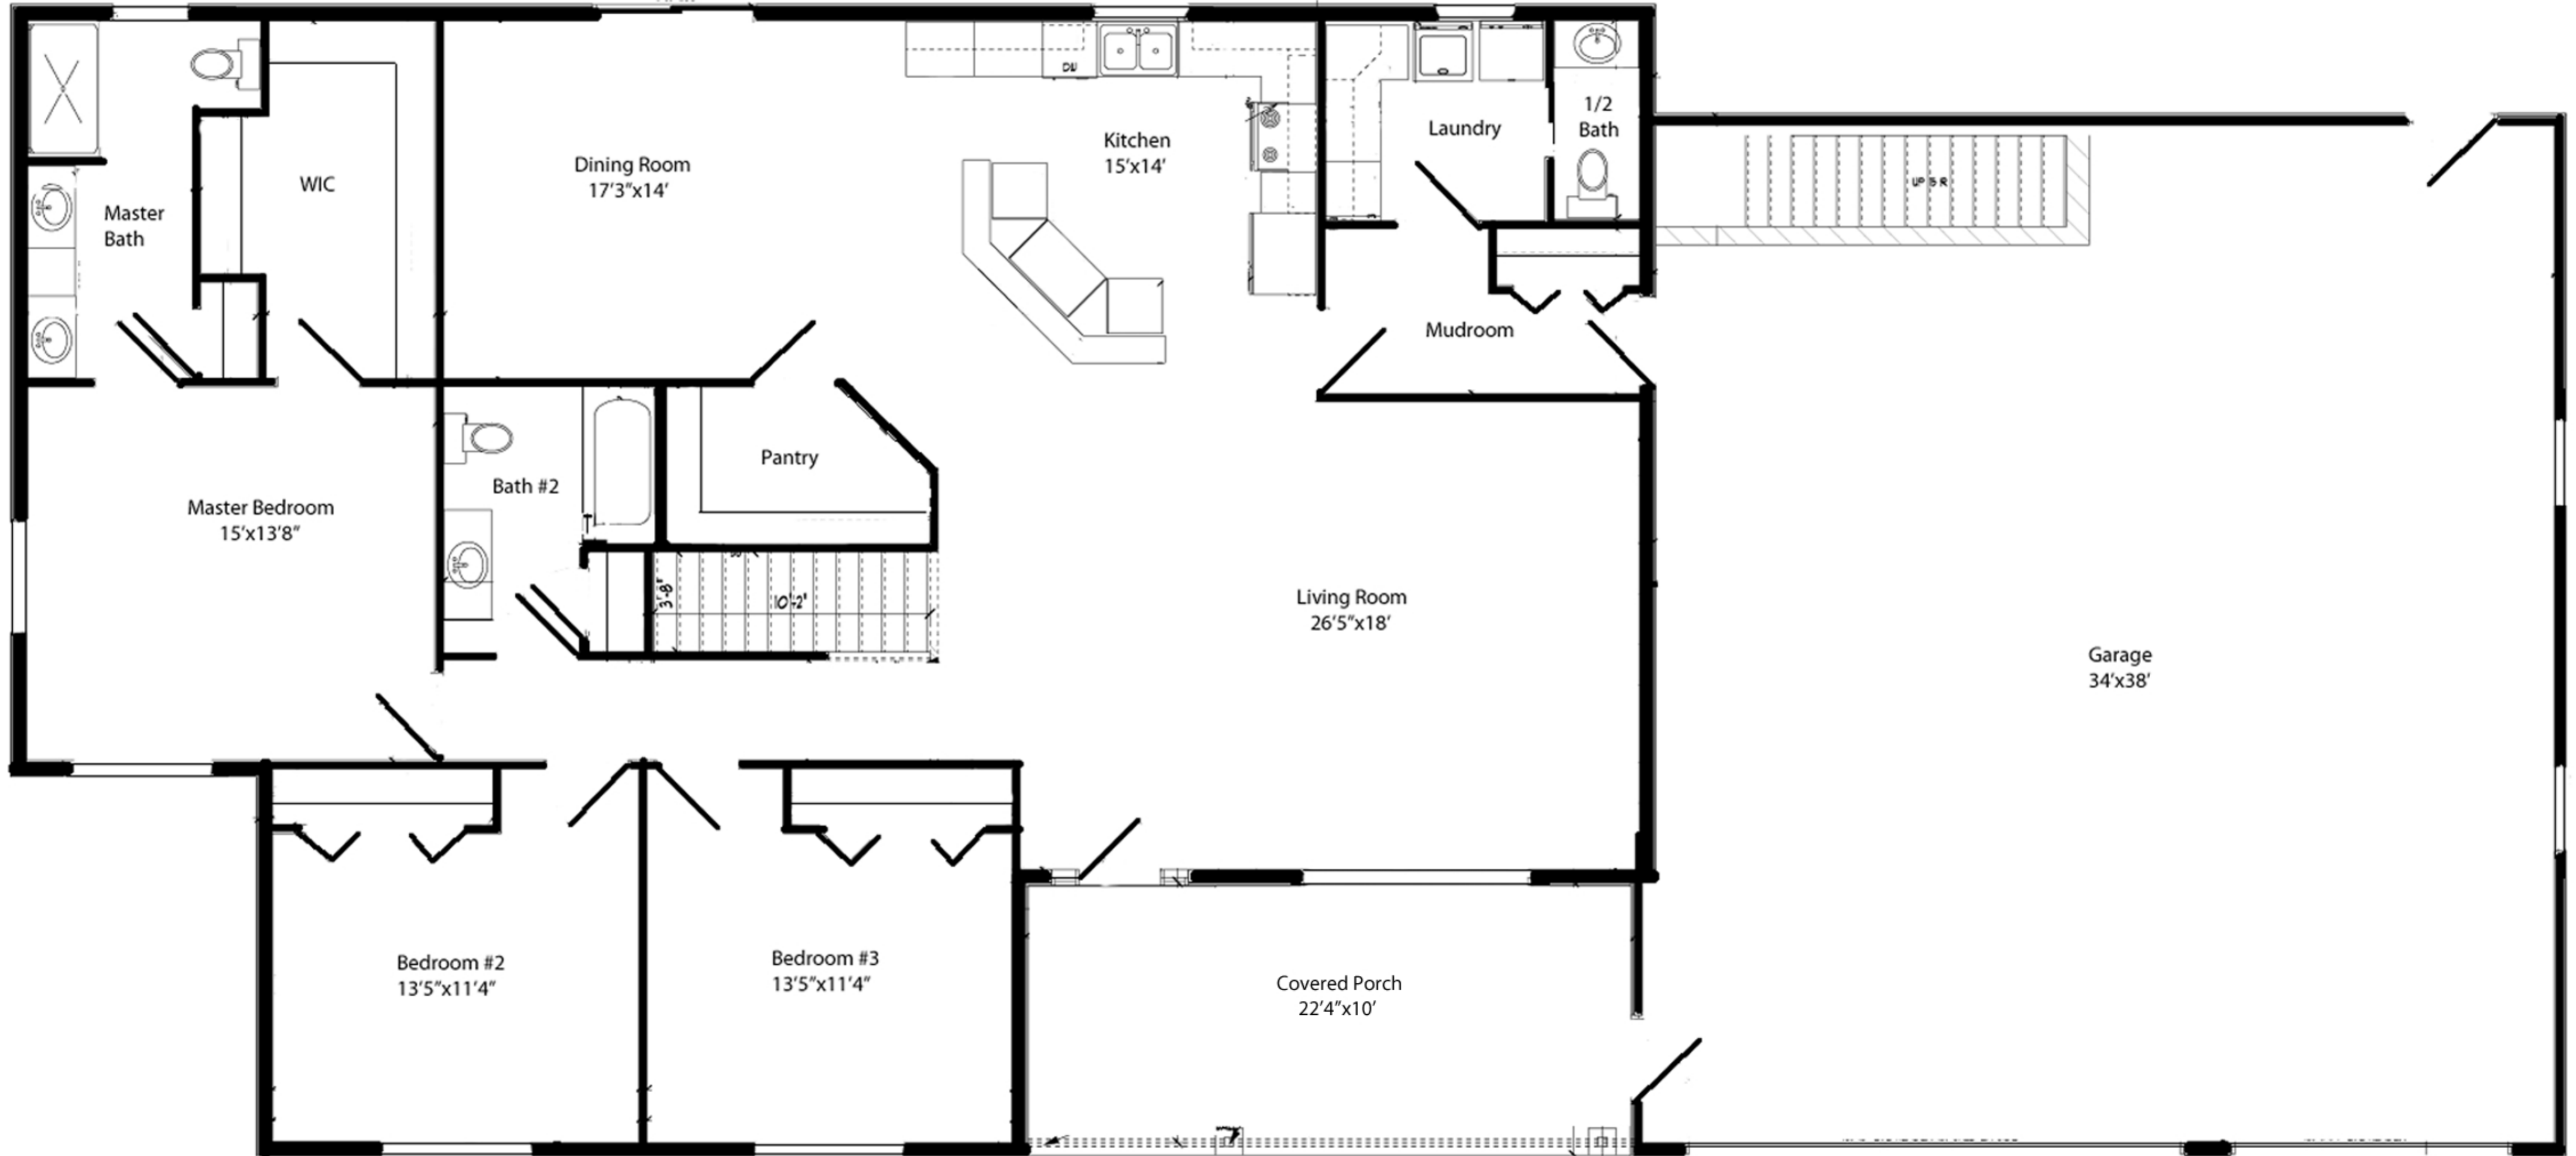 DW
Kitchen
15'x14'
Laundry
1/2
Bath
Dining Room
17'3"x14'
WIC
Master
Bath
Mudroom
Pantry
Bath #2
Master Bedroom
15'x13'8"
3'-8"
10'-2"
Living Room
26'5"x18'
Garage
34'x38'
Bedroom #2
13'5"x11'4"
Bedroom #3
13'5"x11'4"
Covered Porch
22'4"x10'